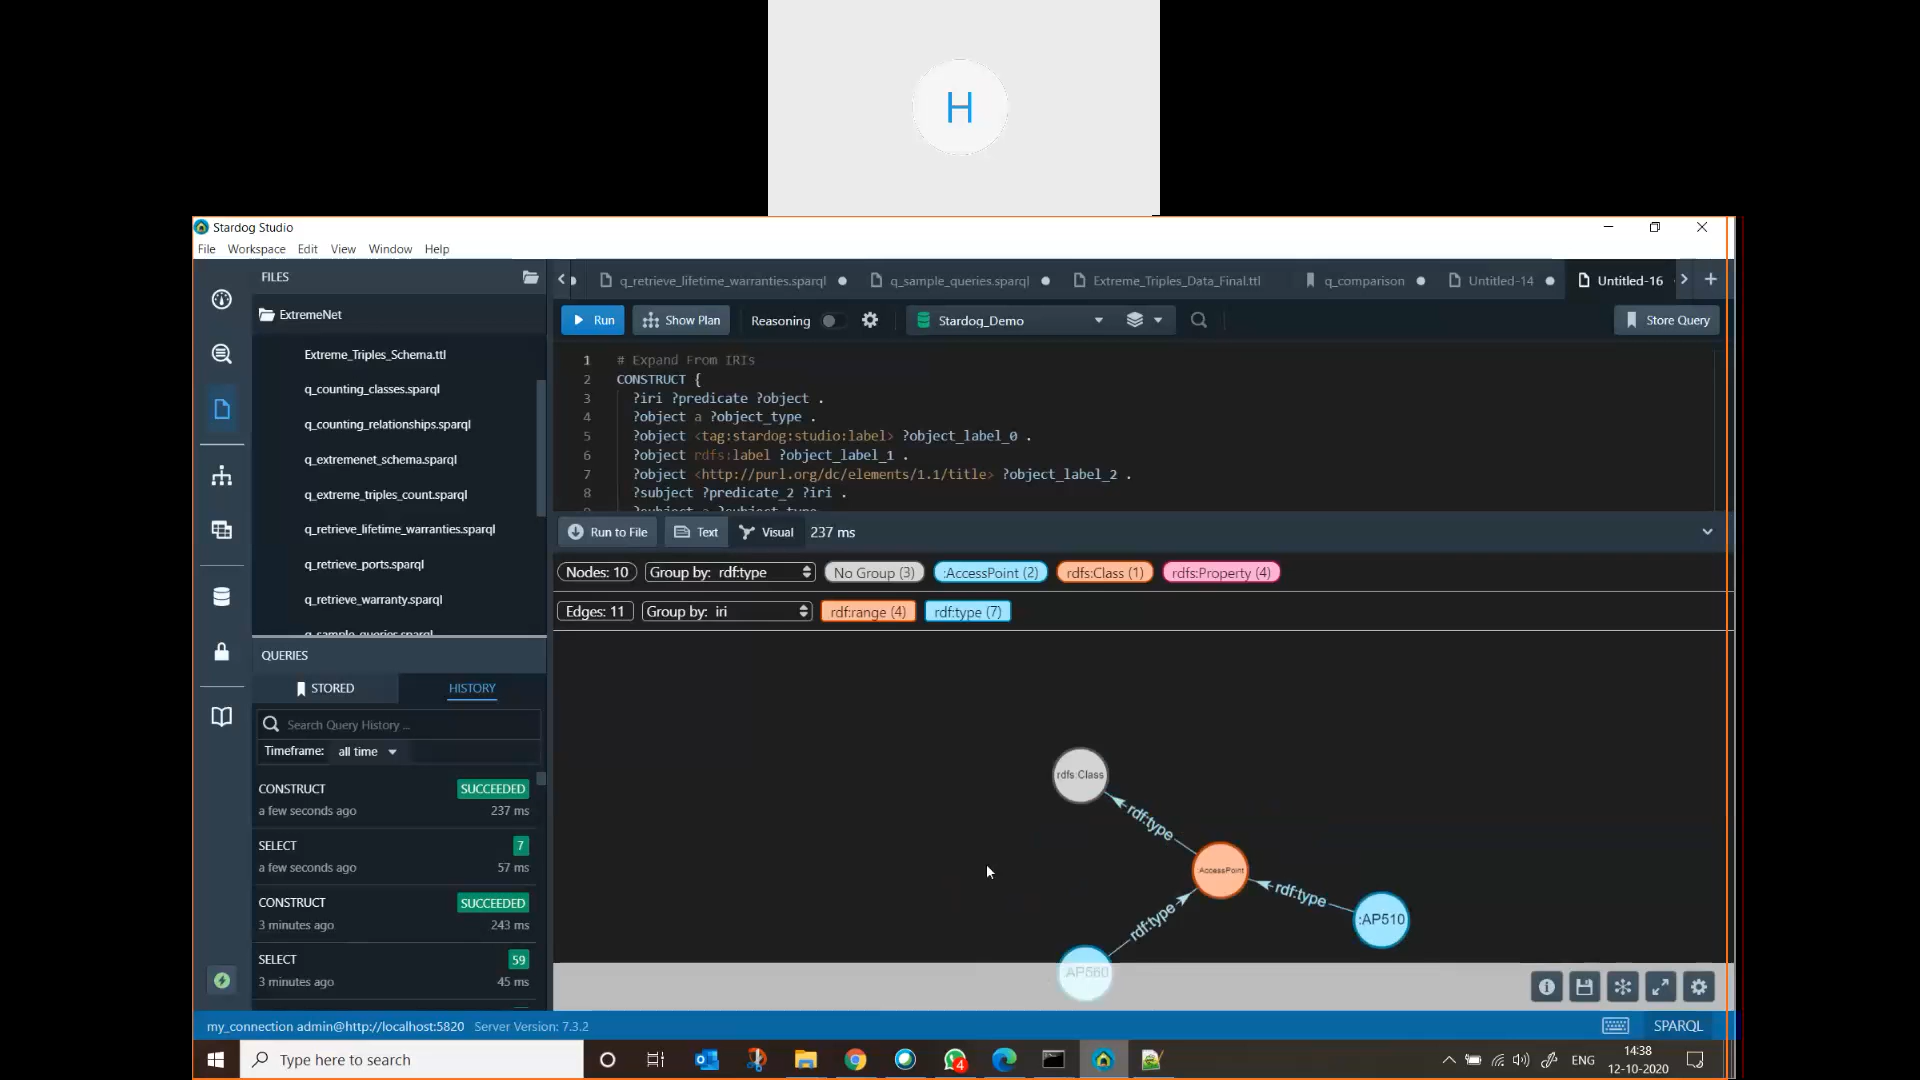 H
Stardog Studio
File Workspace Edit View Window Help
FILES
ExtremeNet
Extreme_Triples_Schema.ttl
q_counting_classes.sparql
q_counting_relationships.sparql
q_extremenet_schema.sparql
q_extreme_triples_count.sparql
q_retrieve_lifetime_warranties.sparql
q_retrieve_ports.sparql
q_retrieve_warranty.sparql
q_sample_queries.sparql
QUERIES
STORED HISTORY
Search Query History ...
Timeframe: all time
CONSTRUCT SUCCEEDED
a few seconds ago 237 ms
SELECT 7
a few seconds ago 57 ms
CONSTRUCT SUCCEEDED
3 minutes ago 243 ms
SELECT 59
3 minutes ago 45 ms
q_retrieve_lifetime_warranties.sparql q_sample_queries.sparql Extreme_Triples_Data_Final.ttl q_comparison Untitled-14 Untitled-16
Run Show Plan Reasoning Stardog_Demo Store Query
1 # Expand From IRIs
2 CONSTRUCT {
3 ?iri ?predicate ?object .
4 ?object a ?object_type .
5 ?object <tag:stardog:studio:label> ?object_label_0 .
6 ?object rdfs:label ?object_label_1 .
7 ?object <http://purl.org/dc/elements/1.1/title> ?object_label_2 .
8 ?subject ?predicate_2 ?iri .
9 ?subject a ?subject_type
Run to File Text Visual 237 ms
Nodes: 10 Group by: rdf:type No Group (3) :AccessPoint (2) rdfs:Class (1) rdfs:Property (4)
Edges: 11 Group by: iri rdf:range (4) rdf:type (7)
rdfs:Class
rdf:type
:AccessPoint
rdf:type
:AP510
rdf:type
:AP560
my_connection admin@http://localhost:5820 Server Version: 7.3.2 SPARQL
Type here to search
4
ENG
14:38
12-10-2020